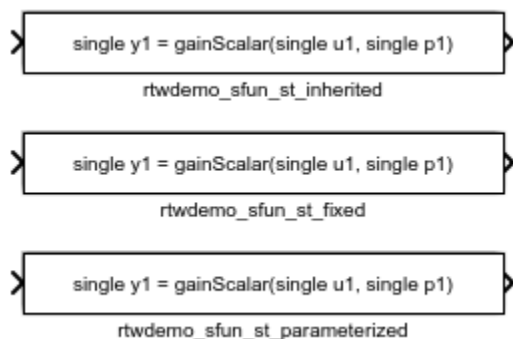 single y1 = gainScalar(single u1, single p1)
rtwdemo_sfun_st_inherited
single y1 = gainScalar(single u1, single p1)
rtwdemo_sfun_st_fixed
single y1 = gainScalar(single u1, single p1)
rtwdemo_sfun_st_parameterized